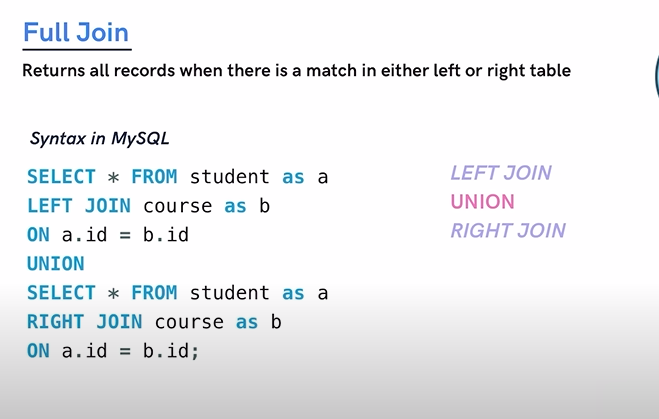 Full Join
Returns all records when there is a match in either left or right table
Syntax in MySQL
SELECT * FROM student as a
LEFT JOIN course as b
ON a.id = b.id
UNION
SELECT * FROM student as a
RIGHT JOIN course as b
ON a.id = b.id;
LEFT JOIN
UNION
RIGHT JOIN